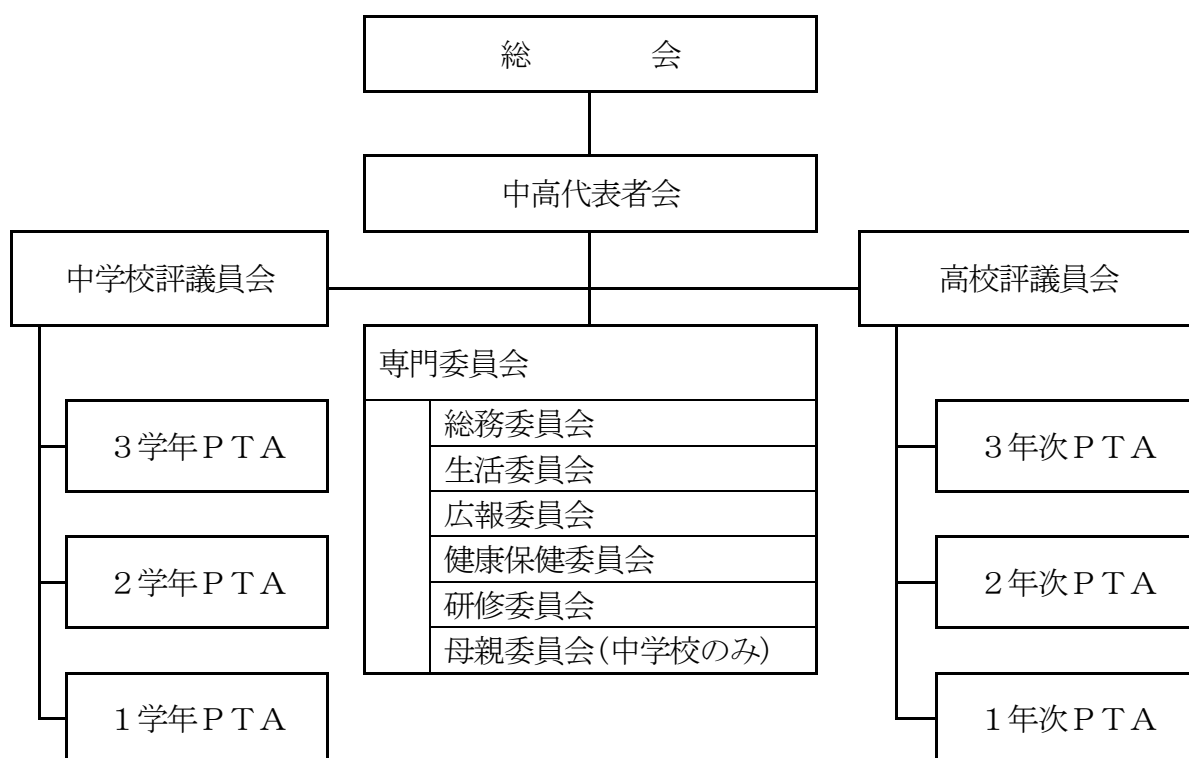 総　会
中高代表者会
中学校評議員会
高校評議員会
専門委員会
総務委員会
生活委員会
広報委員会
健康保健委員会
研修委員会
母親委員会(中学校のみ)
３学年ＰＴＡ
２学年ＰＴＡ
１学年ＰＴＡ
３年次ＰＴＡ
２年次ＰＴＡ
１年次ＰＴＡ